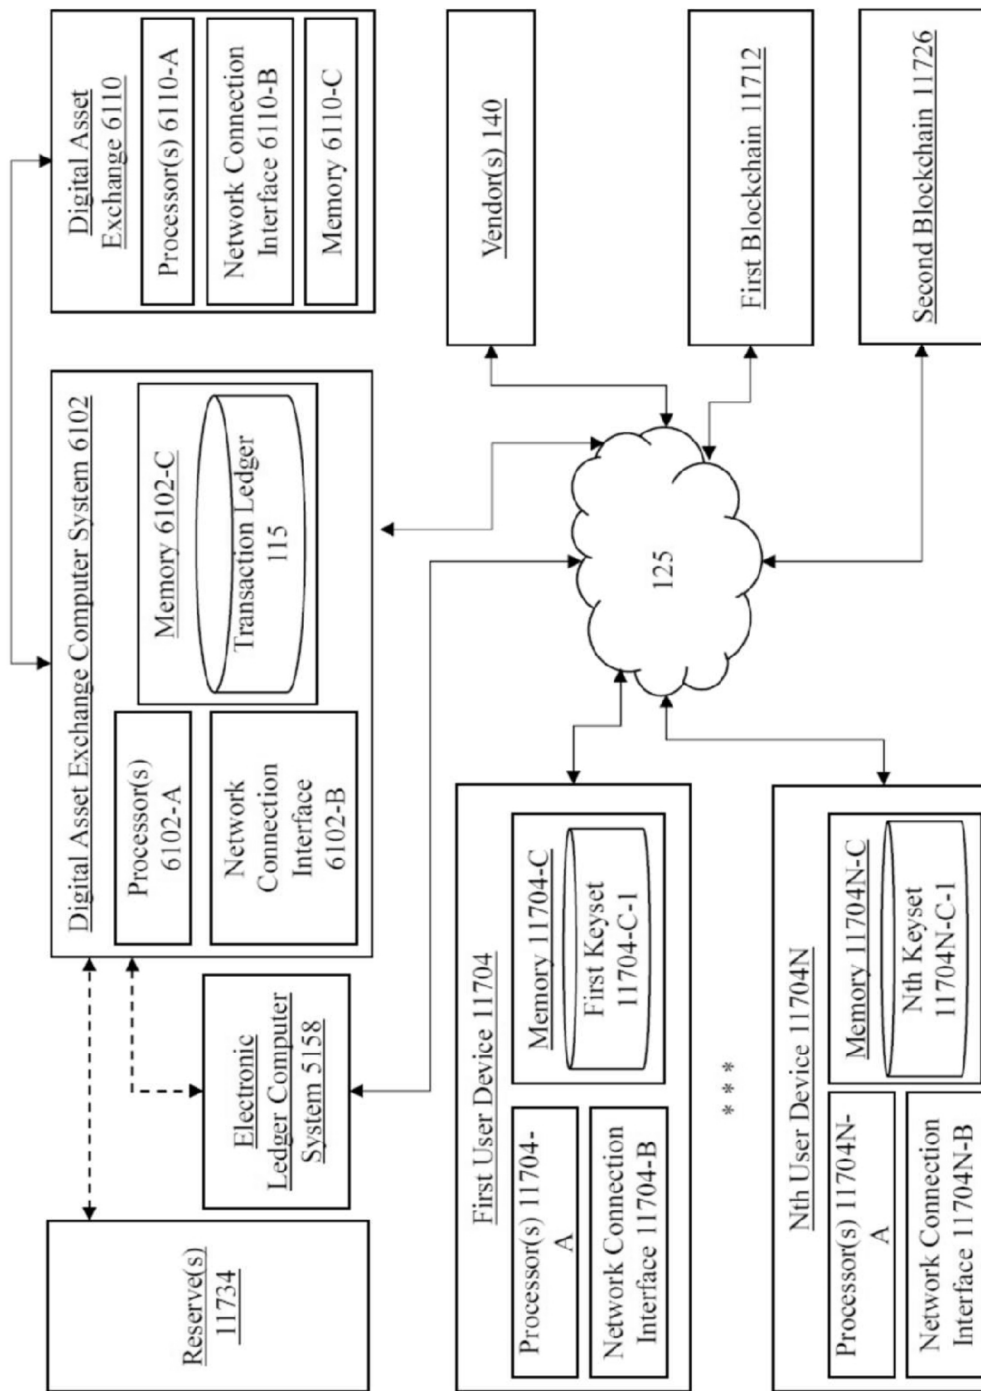 Reserve(s)
11734
Digital Asset Exchange Computer System 6102
Processor(s)
6102-A
Network
Connection
Interface
6102-B
Memory 6102-C
Transaction Ledger
115
Digital Asset
Exchange 6110
Processor(s) 6110-A
Network Connection
Interface 6110-B
Memory 6110-C
Electronic
Ledger Computer
System 5158
Vendor(s) 140
First User Device 11704
Processor(s) 11704-
A
Network Connection
Interface 11704-B
Memory 11704-C
First Keyset
11704-C-1
125
First Blockchain 11712
* * *
Nth User Device 11704N
Processor(s) 11704N-
A
Network Connection
Interface 11704N-B
Memory 11704N-C
Nth Keyset
11704N-C-1
Second Blockchain 11726